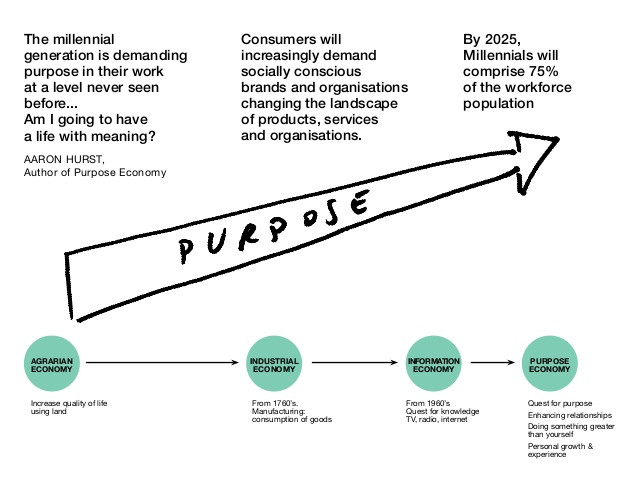 The millennial
generation is demanding
purpose in their work
at a level never seen
before...
Am I going to have
a life with meaning?
AARON HURST,
Author of Purpose Economy
Consumers will
increasingly demand
socially conscious
brands and organisations
changing the landscape
of products, services
and organisations.
By 2025,
Millennials will
comprise 75%
of the workforce
population
PURPOSE
AGRARIAN
ECONOMY
Increase quality of life
using land
INDUSTRIAL
ECONOMY
From 1760's.
Manufacturing:
consumption of goods
INFORMATION
ECONOMY
From 1960's
Quest for knowledge
TV, radio, internet
PURPOSE
ECONOMY
Quest for purpose
Enhancing relationships
Doing something greater
than yourself
Personal growth &
experience